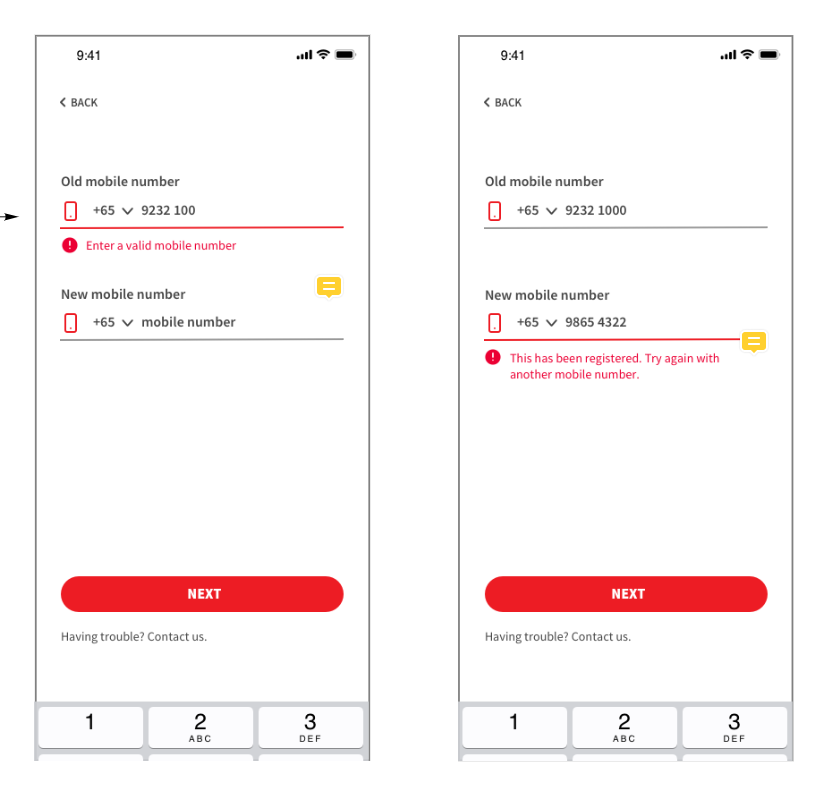 9:41
BACK
Old mobile number
+65 9232 100
Enter a valid mobile number
New mobile number
+65 mobile number
NEXT
Having trouble? Contact us.
1
2
ABC
3
DEF
9:41
BACK
Old mobile number
+65 9232 1000
New mobile number
+65 9865 4322
This has been registered. Try again with
another mobile number.
NEXT
Having trouble? Contact us.
1
2
ABC
3
DEF